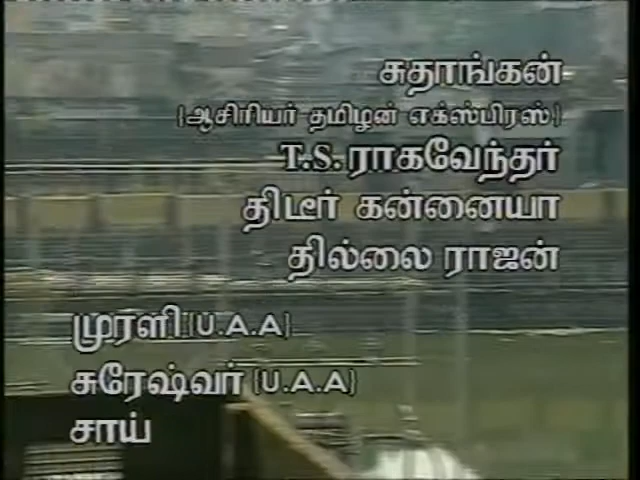 சுதாங்கன்
{ஆசிரியர் தமிழன் எக்ஸ்பிரஸ்}
T.S. ராகவேந்தர்
திடீர் கன்னையா
தில்லை ராஜன்
முரளி {U.A.A}
சுரேஷ்வர் {U.A.A}
சாய்